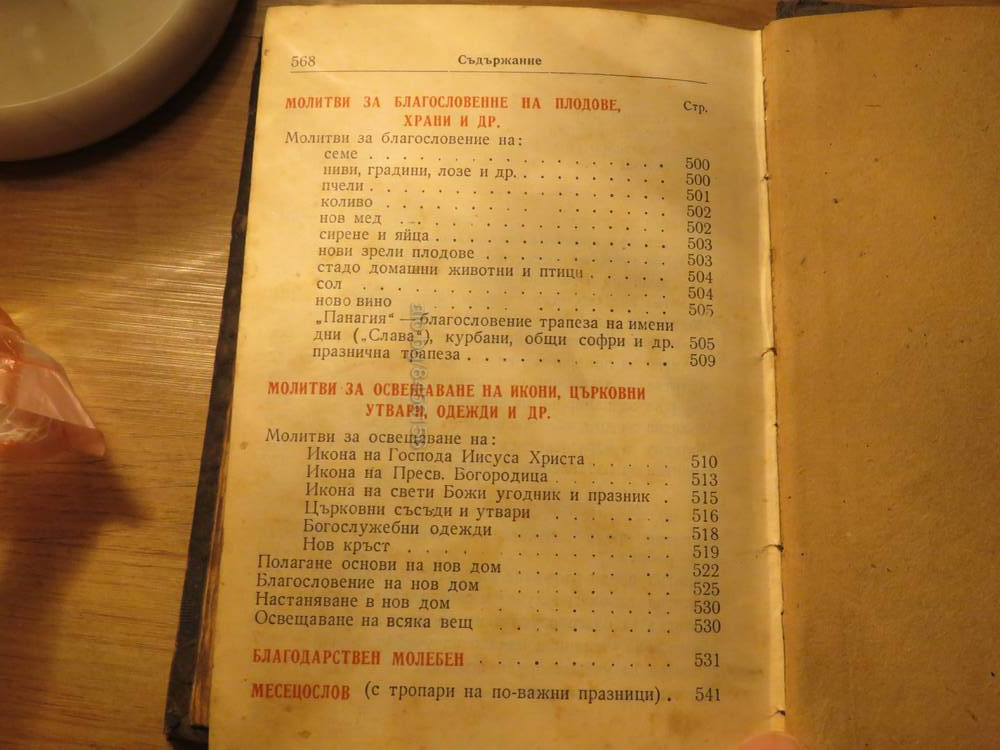 568 Съдържание
МОЛИТВИ ЗА БЛАГОСЛОВЕНИЕ НА ПЛОДОВЕ, Стр.
ХРАНИ И ДР.
Молитви за благословение на:
семе . . . . . . . . . . . . . . . . 500
ниви, градини, лозе и др. . . . . . . . . . 500
пчели . . . . . . . . . . . . . . . . 501
коливо . . . . . . . . . . . . . . . 502
нов мед . . . . . . . . . . . . . . . 502
сирене и яйца . . . . . . . . . . . . . 503
нови зрели плодове . . . . . . . . . . . 503
стадо домашни животни и птици . . . . . 504
сол . . . . . . . . . . . . . . . . 504
ново вино . . . . . . . . . . . . . . 505
„Панагия“ — благословение трапеза на имени
дни („Слава“), курбани, общи софри и др. 505
празнична трапеза . . . . . . . . . . . 509
МОЛИТВИ ЗА ОСВЕЩАВАНЕ НА ИКОНИ, ЦЪРКОВНИ
УТВАРИ, ОДЕЖДИ И ДР.
Молитви за освещаване на:
Икона на Господа Иисуса Христа . . . . . 510
Икона на Пресв. Богородица . . . . . . . 513
Икона на свети Божи угодник и празник . 515
Църковни съсъди и утвари . . . . . . . 516
Богослужебни одежди . . . . . . . . . 518
Нов кръст . . . . . . . . . . . . . 519
Полагане основи на нов дом . . . . . . . . 522
Благословение на нов дом . . . . . . . . . 525
Настаняване в нов дом . . . . . . . . . . 530
Освещаване на всяка вещ . . . . . . . . . 530
БЛАГОДАРСТВЕН МОЛЕБЕН . . . . . . . . . . 531
МЕСЕЦОСЛОВ (с тропари на по-важни празници) . 541